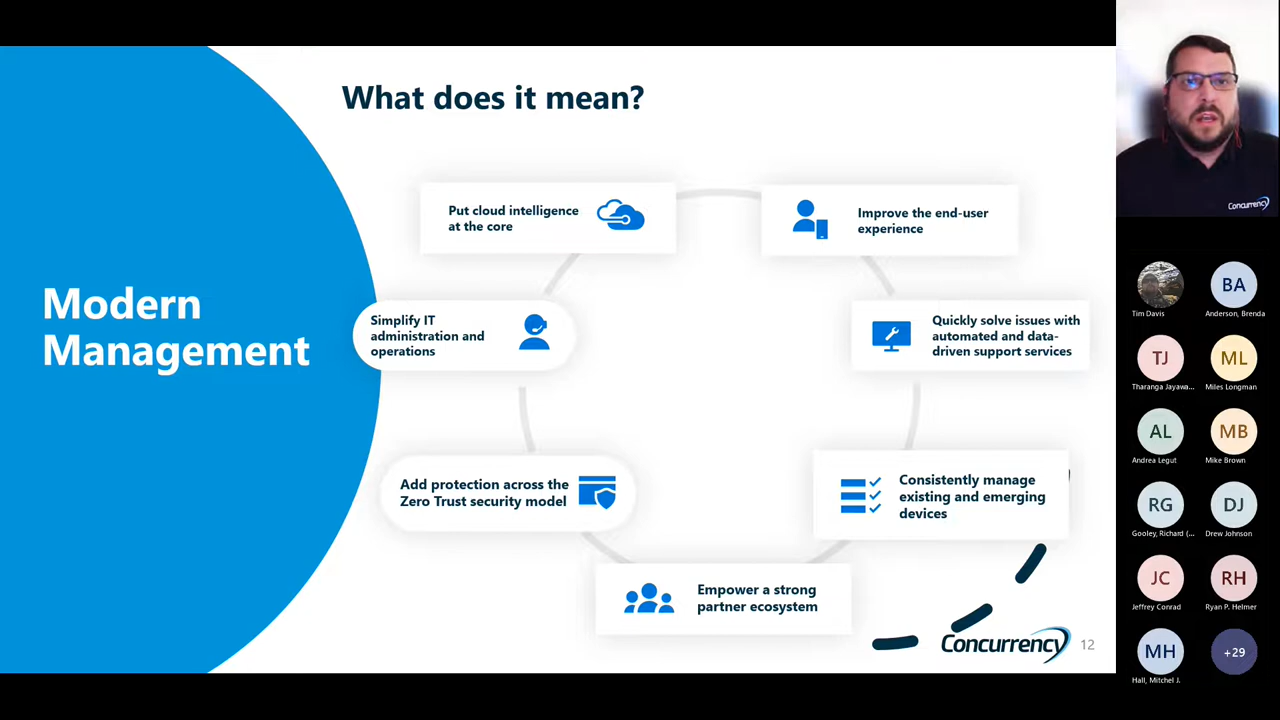 What does it mean?
Modern
Management
Put cloud intelligence
at the core
Improve the end-user
experience
Simplify IT
administration and
operations
Quickly solve issues with
automated and data-
driven support services
Add protection across the
Zero Trust security model
Consistently manage
existing and emerging
devices
Empower a strong
partner ecosystem
Concurrency
12
Concurrency
Tim Davis
BA
Anderson, Brenda
TJ
Tharanga Jayawa...
ML
Miles Longman
AL
Andrea Legut
MB
Mike Brown
RG
Gooley, Richard (...
DJ
Drew Johnson
JC
Jeffrey Conrad
RH
Ryan P. Helmer
MH
Hall, Mitchel J.
+29